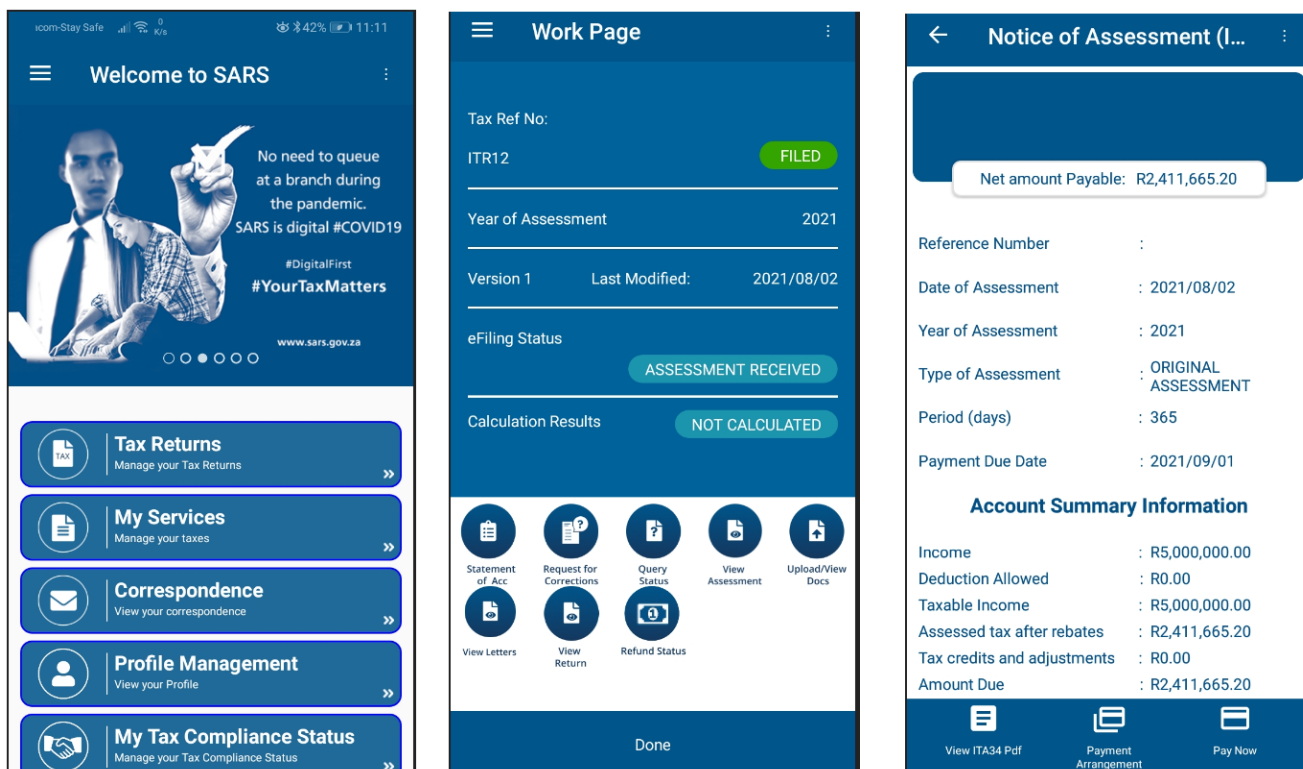 ıcom-Stay Safe 0 K/s 42% 11:11
Welcome to SARS
No need to queue
at a branch during
the pandemic.
SARS is digital #COVID19
#DigitalFirst
#YourTaxMatters
www.sars.gov.za
TAX
Tax Returns
Manage your Tax Returns
My Services
Manage your taxes
Correspondence
View your correspondence
Profile Management
View your Profile
My Tax Compliance Status
Manage your Tax Compliance Status
Work Page
Tax Ref No:
ITR12 FILED
Year of Assessment 2021
Version 1 Last Modified: 2021/08/02
eFiling Status
ASSESSMENT RECEIVED
Calculation Results NOT CALCULATED
Statement of Acc
Request for Corrections
Query Status
View Assessment
Upload/View Docs
View Letters
View Return
Refund Status
Done
Notice of Assessment (I...
Net amount Payable: R2,411,665.20
Reference Number :
Date of Assessment : 2021/08/02
Year of Assessment : 2021
Type of Assessment : ORIGINAL ASSESSMENT
Period (days) : 365
Payment Due Date : 2021/09/01
Account Summary Information
Income : R5,000,000.00
Deduction Allowed : R0.00
Taxable Income : R5,000,000.00
Assessed tax after rebates : R2,411,665.20
Tax credits and adjustments : R0.00
Amount Due : R2,411,665.20
View ITA34 Pdf
Payment Arrangement
Pay Now